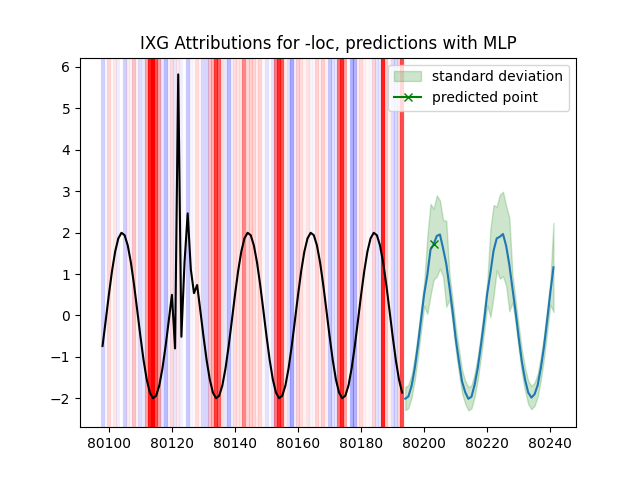 IXG Attributions for -loc, predictions with MLP
standard deviation
predicted point
6
5
4
3
2
1
0
−1
−2
80100 80120 80140 80160 80180 80200 80220 80240